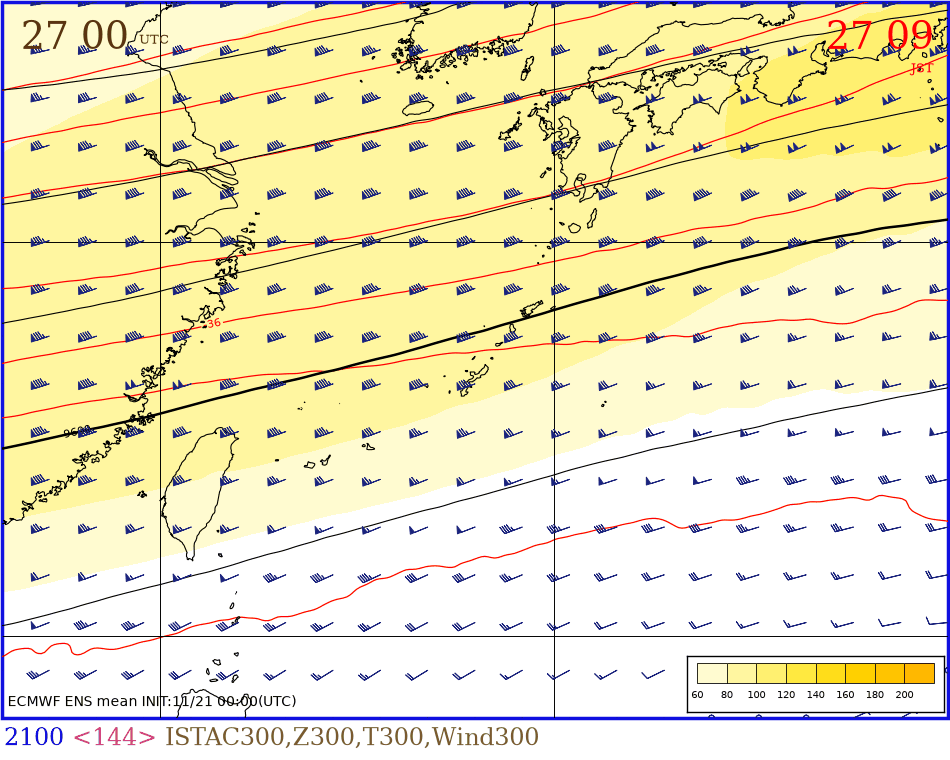 27 00 UTC
27 09
JST
-36
9600
ECMWF ENS mean INIT:11/21 00:00(UTC)
60 80 100 120 140 160 180 200
2100 <144> ISTAC300,Z300,T300,Wind300